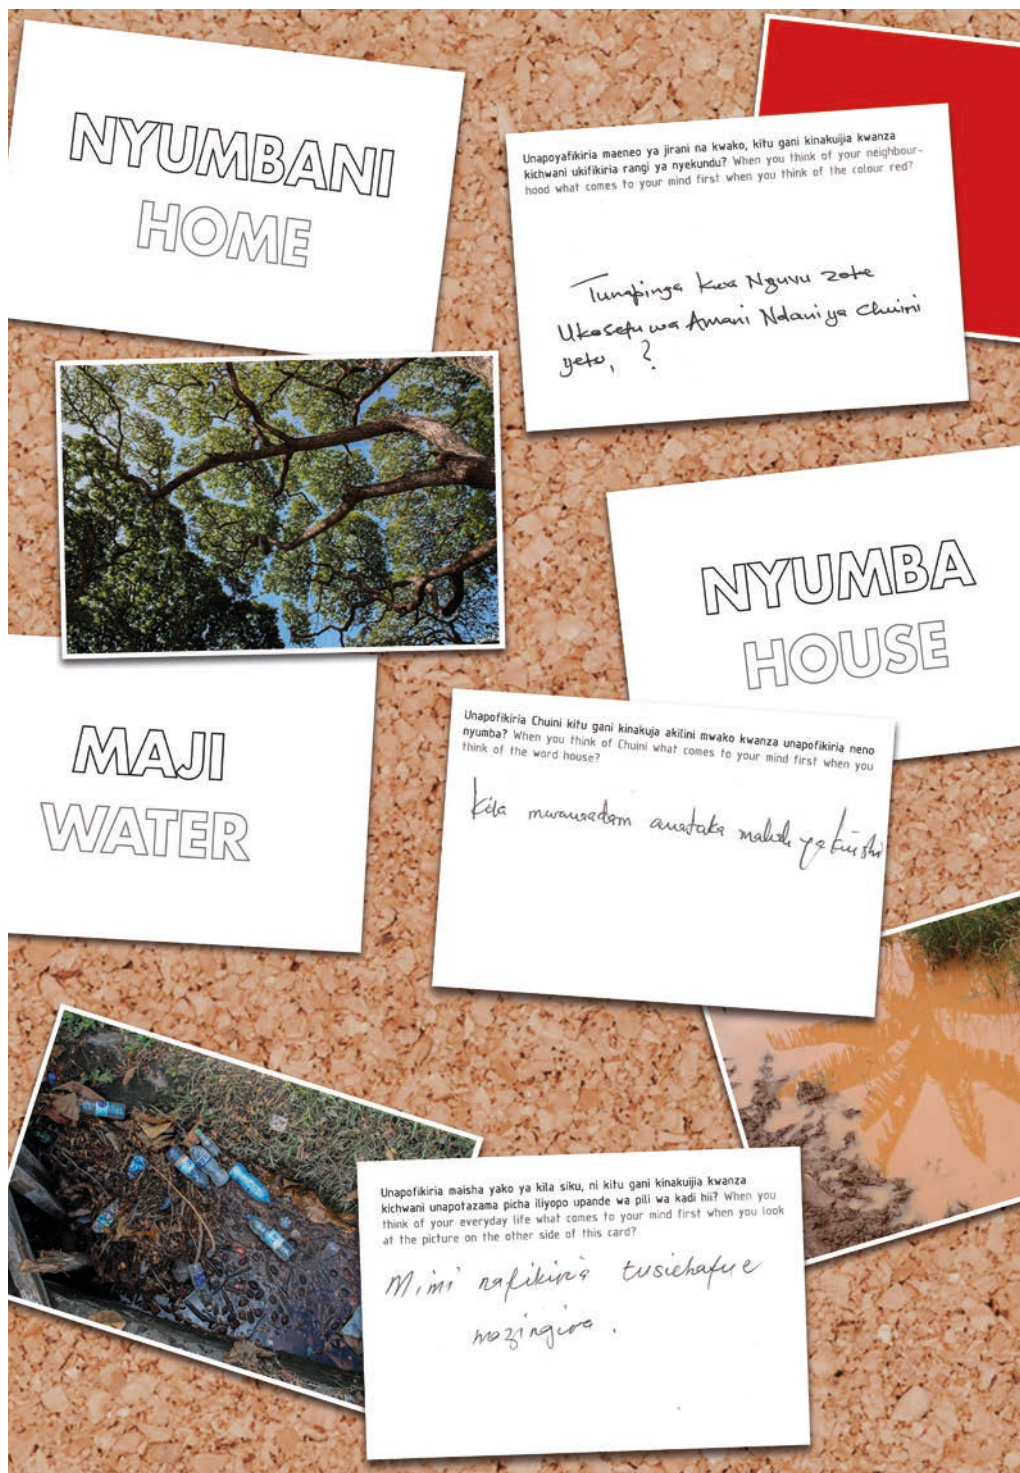 NYUMBANI
HOME
Unapoyafikiria maeneo ya jirani na kwako, kitu gani kinakuijia kwanza
kichwani ukifikiria rangi ya nyekundu? When you think of your neighbour-
hood what comes to your mind first when you think of the colour red?
Tunapinga kwa Nguvu zote
Ukosefu wa Amani Ndani ya Chuini
yetu, ?
NYUMBA
HOUSE
MAJI
WATER
Unapofikiria Chuini kitu gani kinakuja akilini mwako kwanza unapofikiria neno
nyumba? When you think of Chuini what comes to your mind first when you
think of the word house?
kila mwanaadam anataka mahali ya kuishi
Unapofikiria maisha yako ya kila siku, ni kitu gani kinakuijia kwanza
kichwani unapotazama picha iliyopo upande wa pili wa kadi hii? When you
think of your everyday life what comes to your mind first when you look
at the picture on the other side of this card?
Mimi nafikiria tusichafue
mazingira.